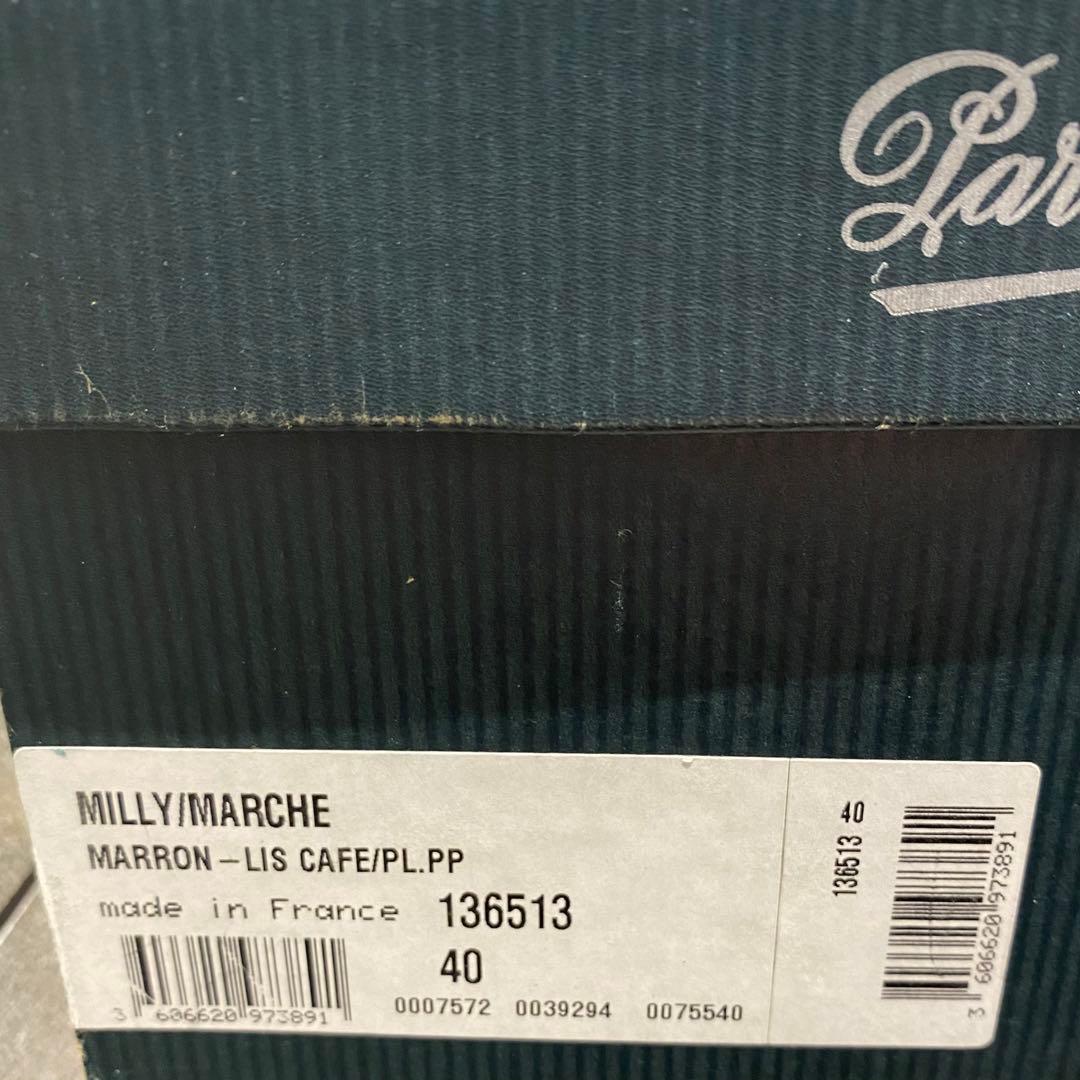 Par
MILLY/MARCHE
MARRON-LIS CAFE/PL.PP
made in France 136513
40
3 606620 973891
0007572 0039294 0075540
136513 40
3 606620 973891